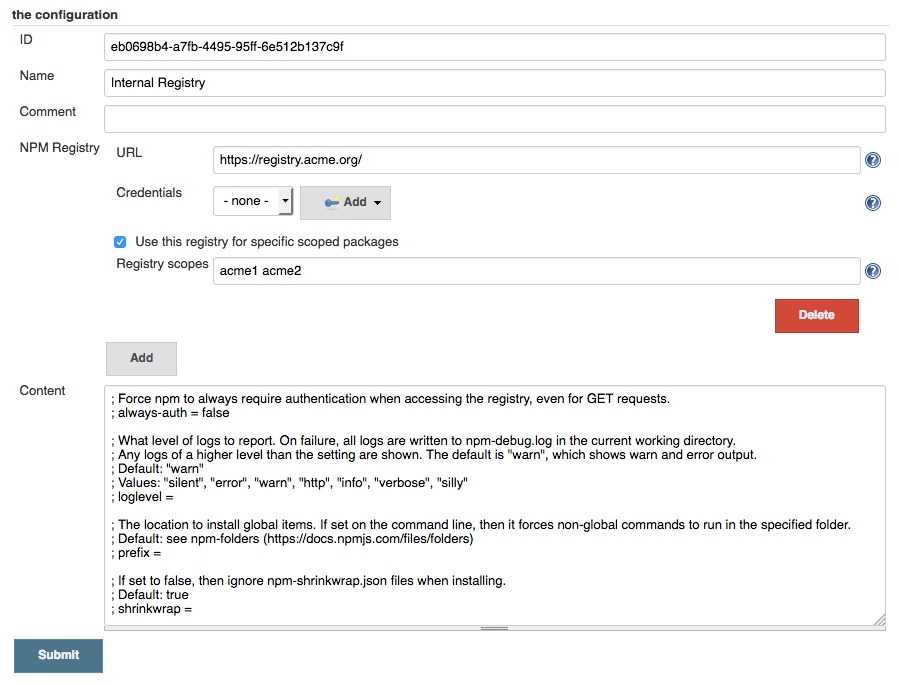 the configuration
ID
eb0698b4-a7fb-4495-95ff-6e512b137c9f
Name
Internal Registry
Comment
NPM Registry
URL
https://registry.acme.org/
?
Credentials
- none -
Add
?
Use this registry for specific scoped packages
Registry scopes
acme1 acme2
?
Delete
Add
Content
; Force npm to always require authentication when accessing the registry, even for GET requests.
; always-auth = false
; What level of logs to report. On failure, all logs are written to npm-debug.log in the current working directory.
; Any logs of a higher level than the setting are shown. The default is "warn", which shows warn and error output.
; Default: "warn"
; Values: "silent", "error", "warn", "http", "info", "verbose", "silly"
; loglevel =
; The location to install global items. If set on the command line, then it forces non-global commands to run in the specified folder.
; Default: see npm-folders (https://docs.npmjs.com/files/folders)
; prefix =
; If set to false, then ignore npm-shrinkwrap.json files when installing.
; Default: true
; shrinkwrap =
Submit